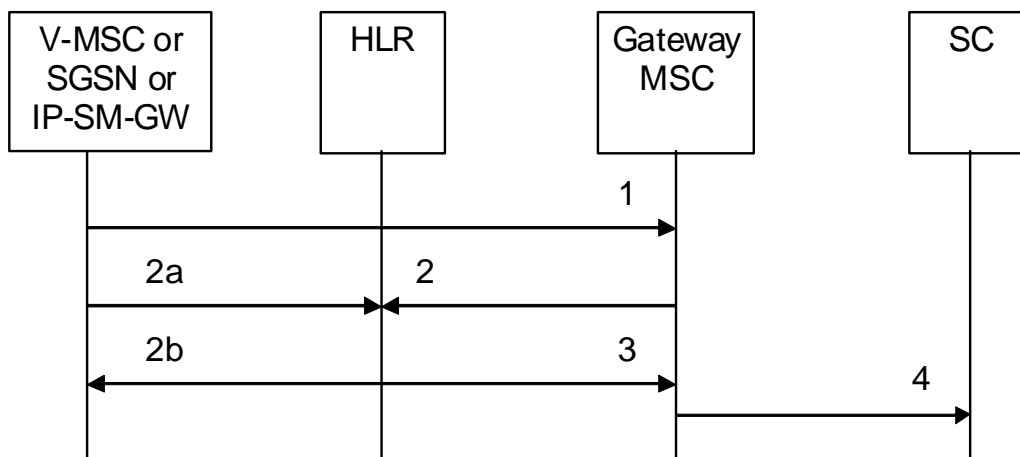 V-MSC or
SGSN or
IP-SM-GW
HLR
Gateway
MSC
SC
1
2a
2
2b
3
4